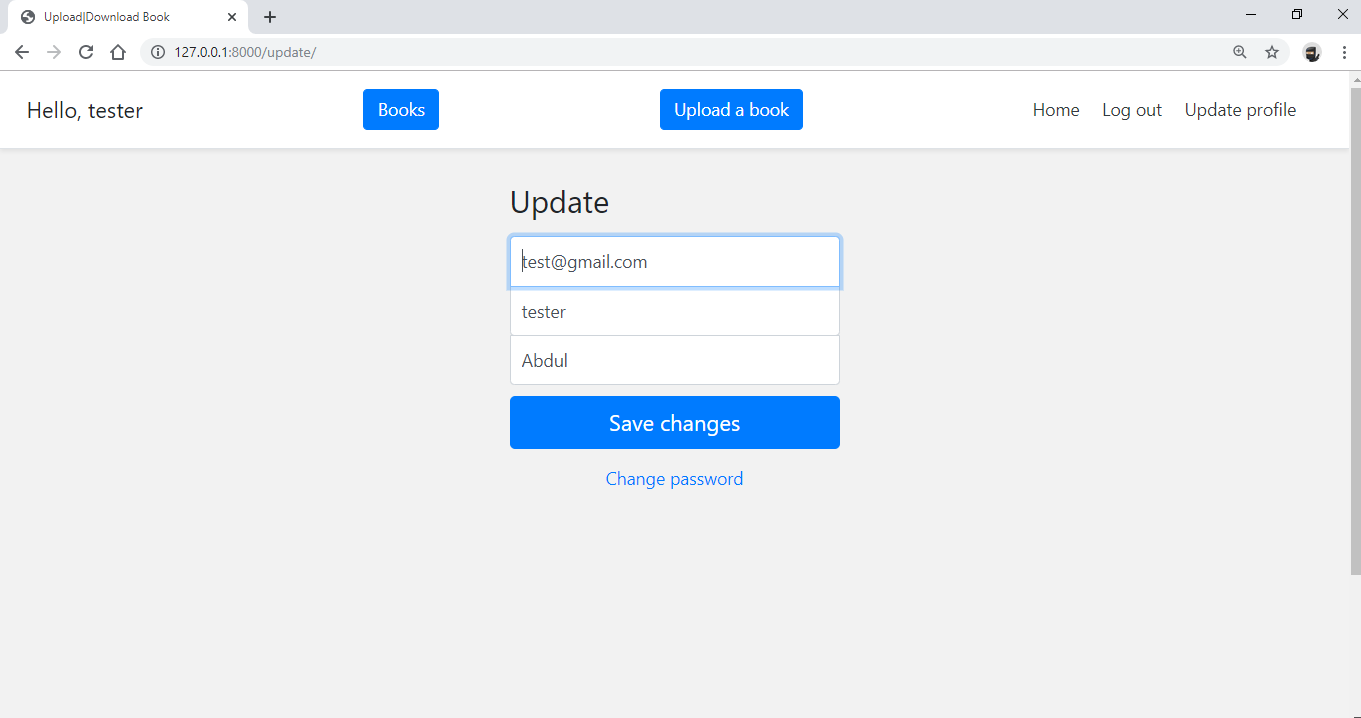 Upload|Download Book
127.0.0.1:8000/update/
Hello, tester
Books
Upload a book
Home
Log out
Update profile
Update
test@gmail.com
tester
Abdul
Save changes
Change password